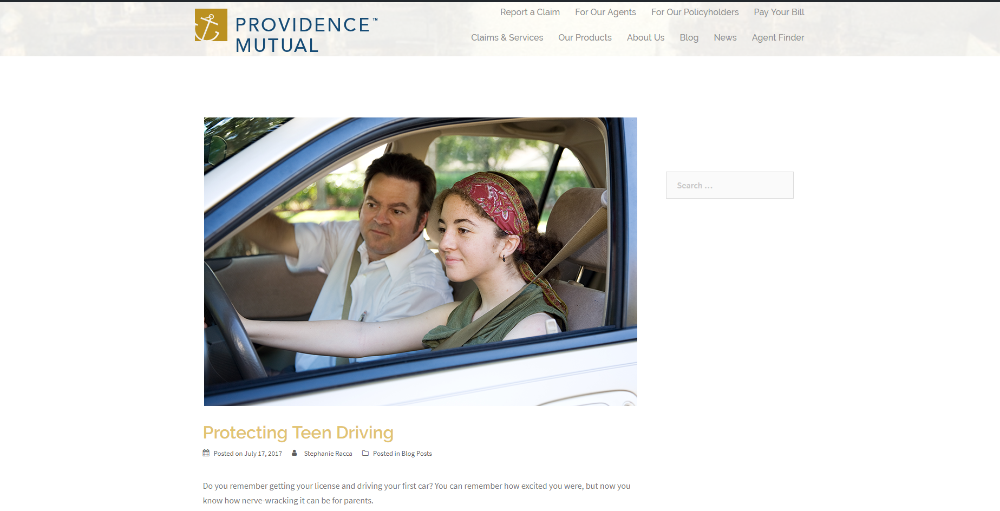 Report a Claim For Our Agents For Our Policyholders Pay Your Bill
PROVIDENCE™
MUTUAL
Claims & Services Our Products About Us Blog News Agent Finder
Search …
Protecting Teen Driving
Posted on July 17, 2017 Stephanie Racca Posted in Blog Posts
Do you remember getting your license and driving your first car? You can remember how excited you were, but now you
know how nerve-wracking it can be for parents.